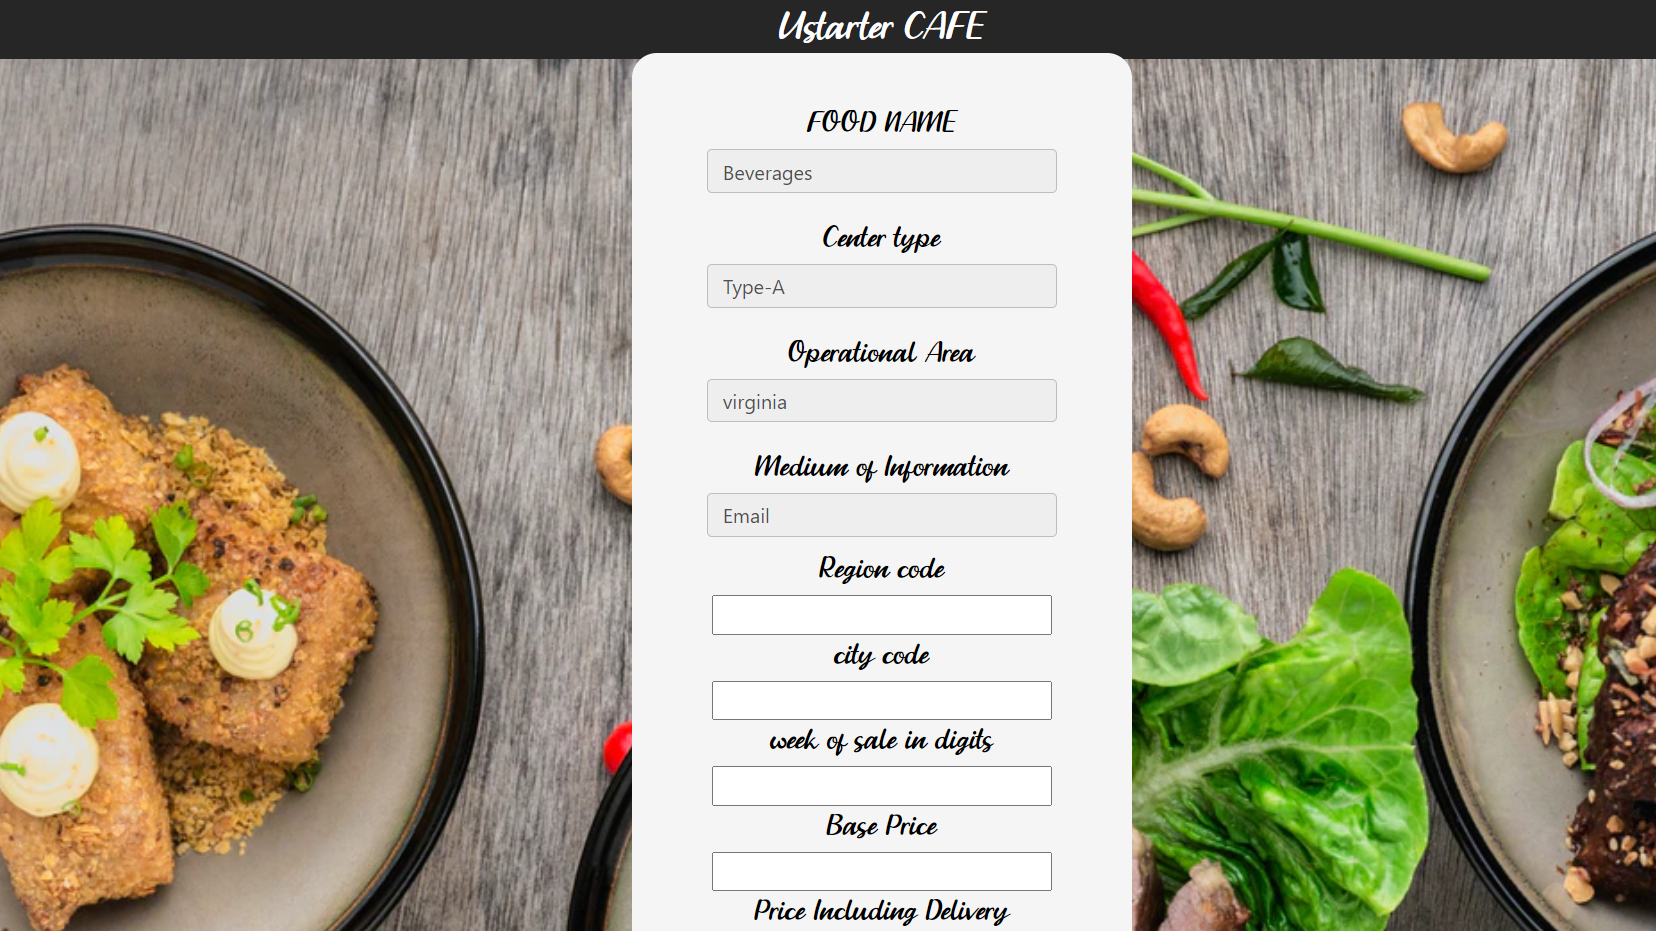 Ustarter CAFE
FOOD NAME
Beverages
Center type
Type-A
Operational Area
virginia
Medium of Information
Email
Region code
city code
week of sale in digits
Base Price
Price Including Delivery